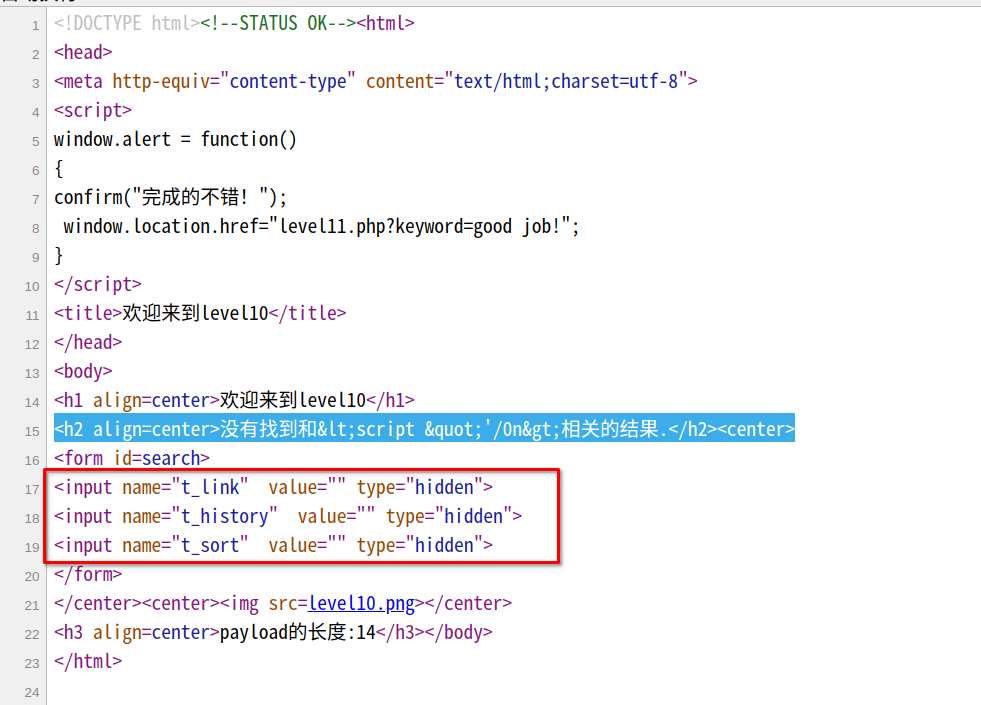 1 <!DOCTYPE html><!--STATUS OK--><html>
2 <head>
3 <meta http-equiv="content-type" content="text/html;charset=utf-8">
4 <script>
5 window.alert = function()
6 {
7 confirm("完成的不错！");
8  window.location.href="level11.php?keyword=good job!";
9 }
10 </script>
11 <title>欢迎来到level10</title>
12 </head>
13 <body>
14 <h1 align=center>欢迎来到level10</h1>
15 <h2 align=center>没有找到和&lt;script &quot;'/On&gt;相关的结果.</h2><center>
16 <form id=search>
17 <input name="t_link"  value="" type="hidden">
18 <input name="t_history"  value="" type="hidden">
19 <input name="t_sort"  value="" type="hidden">
20 </form>
21 </center><center><img src=level10.png></center>
22 <h3 align=center>payload的长度:14</h3></body>
23 </html>
24